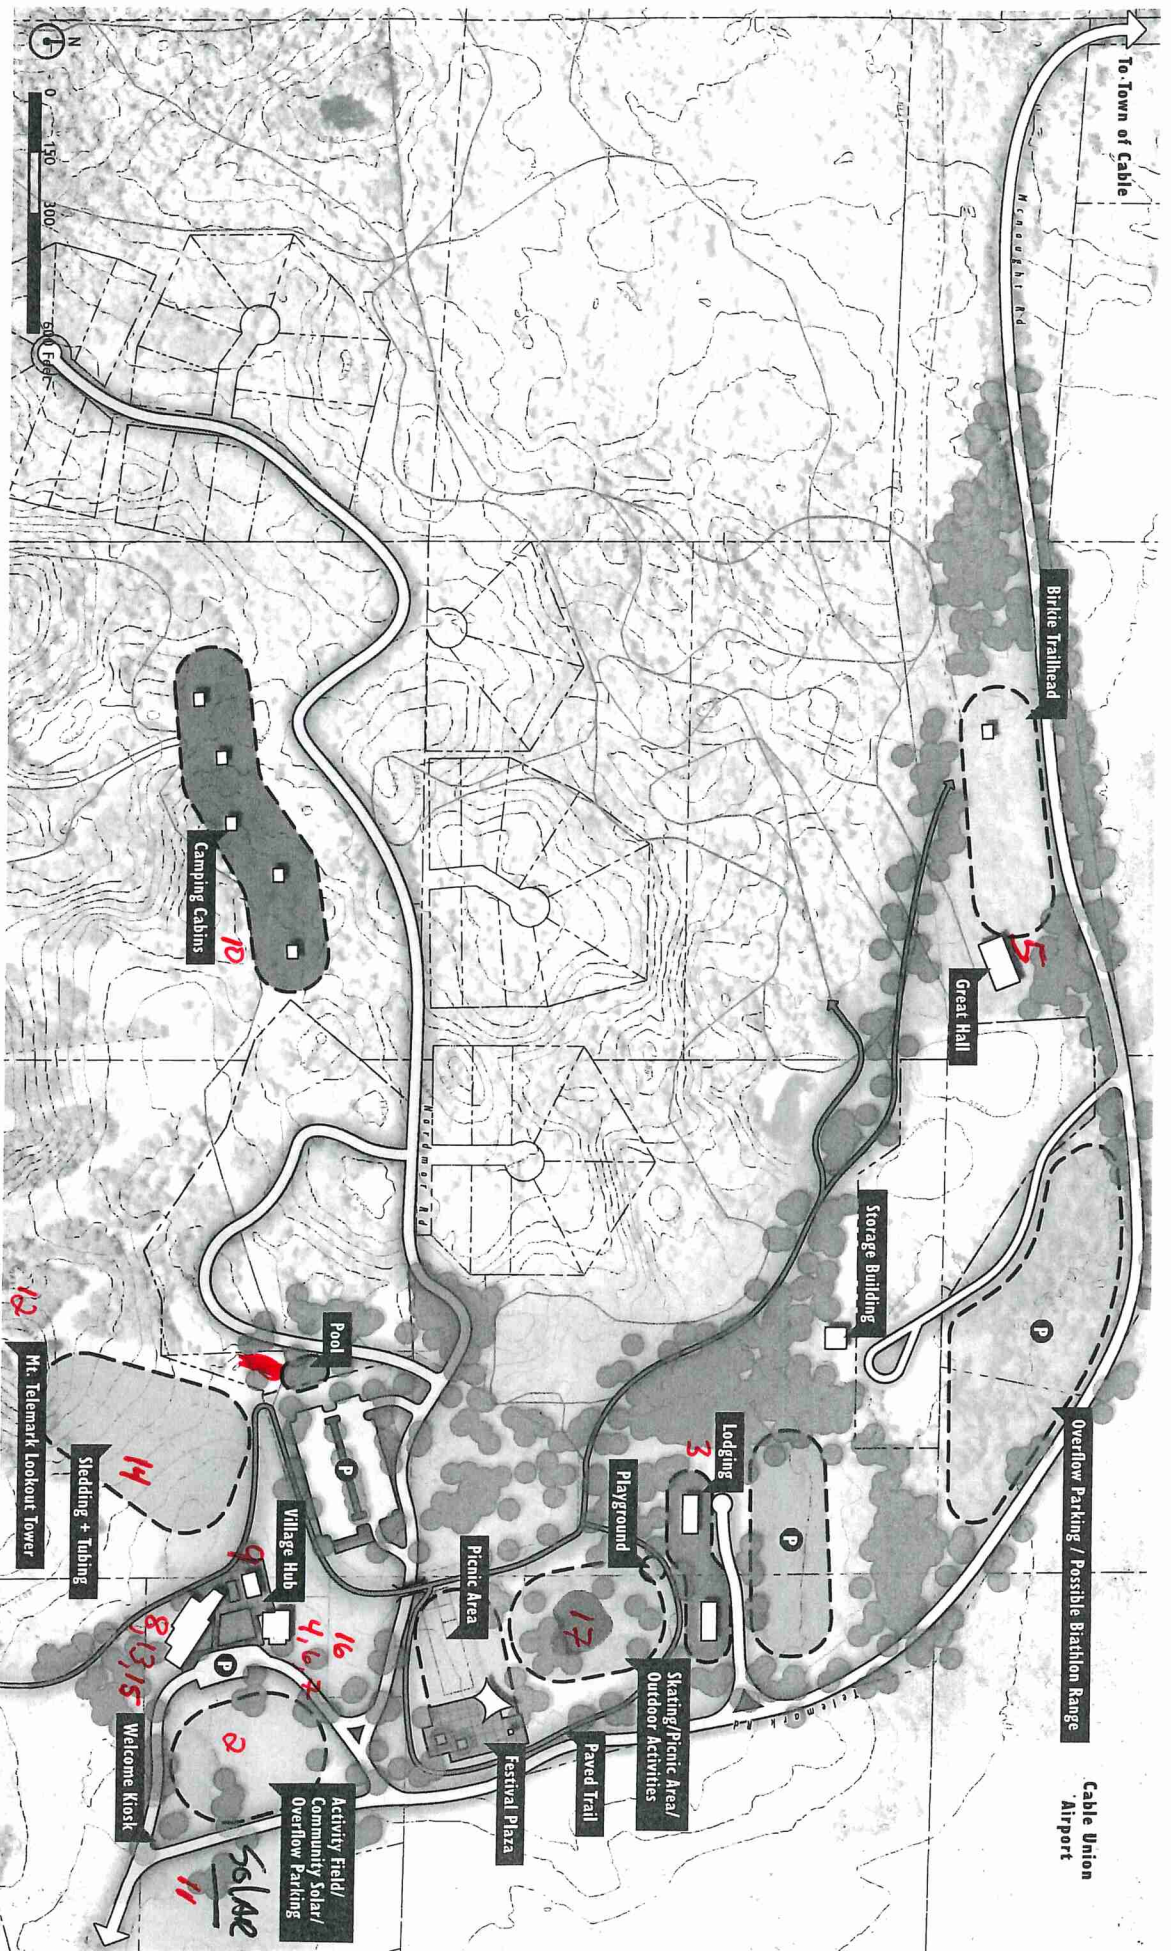 To Town of Cable
Cable Union
Airport
Mcnaught Rd
Birkie Trailhead
5
Great Hall
Overflow Parking / Possible Biathlon Range
P
Storage Building
P
Lodging
3
Telemark Rd
Playground
Skating/Picnic Area/
Outdoor Activities
17
Paved Trail
Festival Plaza
Picnic Area
Nordmor Rd
Pool
P
16
4,6,7
Activity Field/
Community Solar/
Overflow Parking
Village Hub
9
P
2
SOLAR
11
Camping Cabins
10
8,13,15
Welcome Kiosk
14
Sledding + Tubing
12
Mt. Telemark Lookout Tower
N
0 150 300 600 Feet